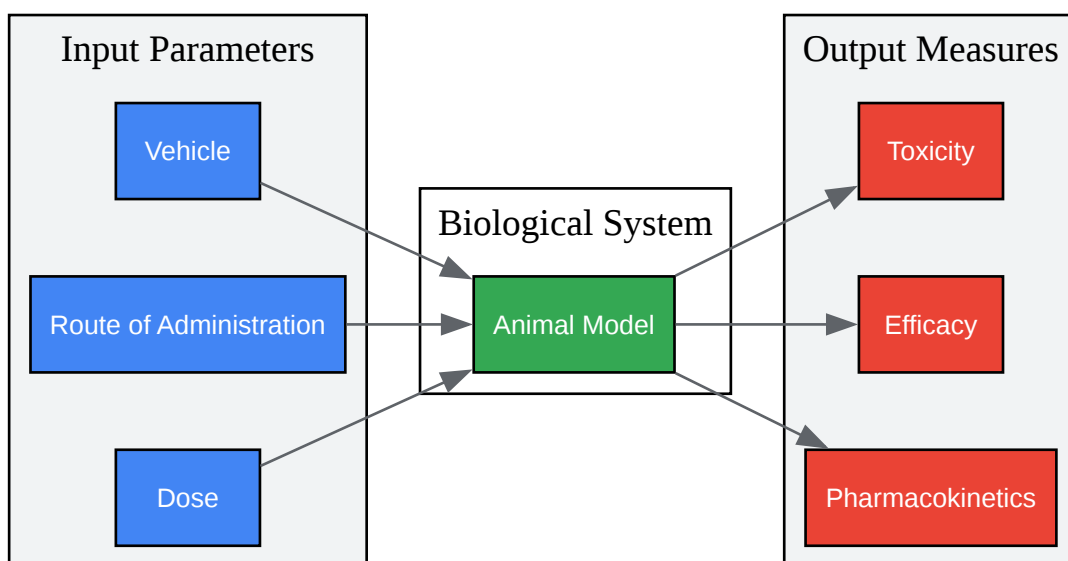 Input Parameters
Vehicle
Route of Administration
Dose
Biological System
Animal Model
Output Measures
Toxicity
Efficacy
Pharmacokinetics